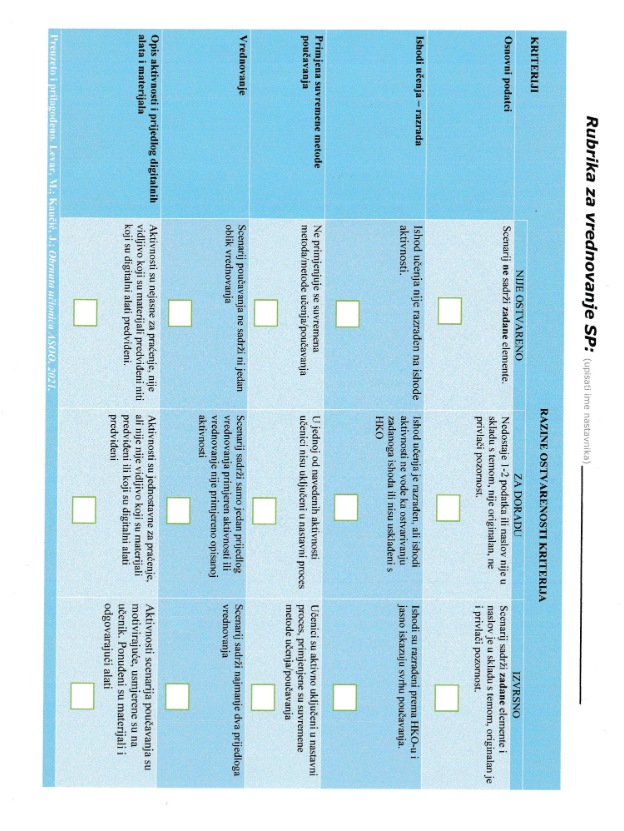 Rubrika za vrednovanje SP: (upisati ime nastavnika)
KRITERIJI
RAZINE OSTVARENOSTI KRITERIJA
NIJE OSTVARENO
ZA DORADU
IZVRSNO
Osnovni podatci
Scenarij ne sadrži zadane elemente.
Nedostaje 1-2 podatka ili naslov nije u
skladu s temom, nije originalan, ne
privlači pozornost.
Scenarij sadrži zadane elemente i
naslov je u skladu s temom, originalan je
i privlači pozornost.
Ishodi učenja – razrada
Ishod učenja nije razrađen na ishode
aktivnosti.
Ishod učenja je razrađen, ali ishodi
aktivnosti ne vode ka ostvarivanju
zadanoga ishoda ili nisu usklađeni s
HKO
Ishodi su razrađeni prema HKO-u i
jasno iskazuju svrhu poučavanja.
Primjena suvremene metode
poučavanja
Ne primjenjuje se suvremena
metoda/metode učenja/poučavanja
U jednoj od navedenih aktivnosti
učenici nisu uključeni u nastavni proces
Učenici su aktivno uključeni u nastavni
proces, primjenjene su suvremene
metode učenja/poučavanja
Vrednovanje
Scenarij poučavanja ne sadrži ni jedan
oblik vrednovanja
Scenarij sadrži samo jedan prijedlog
vrednovanja primjeren aktivnosti ili
vrednovanje nije primjereno opisanoj
aktivnosti
Scenarij sadrži najmanje dva prijedloga
vrednovanja
Opis aktivnosti i prijedlog digitalnih
alata i materijala
Aktivnosti su nejasne za praćenje, nije
vidljivo koji su materijali predviđeni niti
koji su digitalni alati predviđeni.
Aktivnosti su jednostavne za praćenje,
ali nije nije vidljivo koji su materijali
predviđeni ili koji su digitalni alati
predviđeni
Aktivnosti scenarija poučavanja su
motivirajuće, usmjerene su na
učenik. Ponuđeni su materijali i
odgovarajući alati
Preuzeto i prilagođeno, Levar, M.; Kaučić, J.: Obrnuta učionica ASOO, 2021.